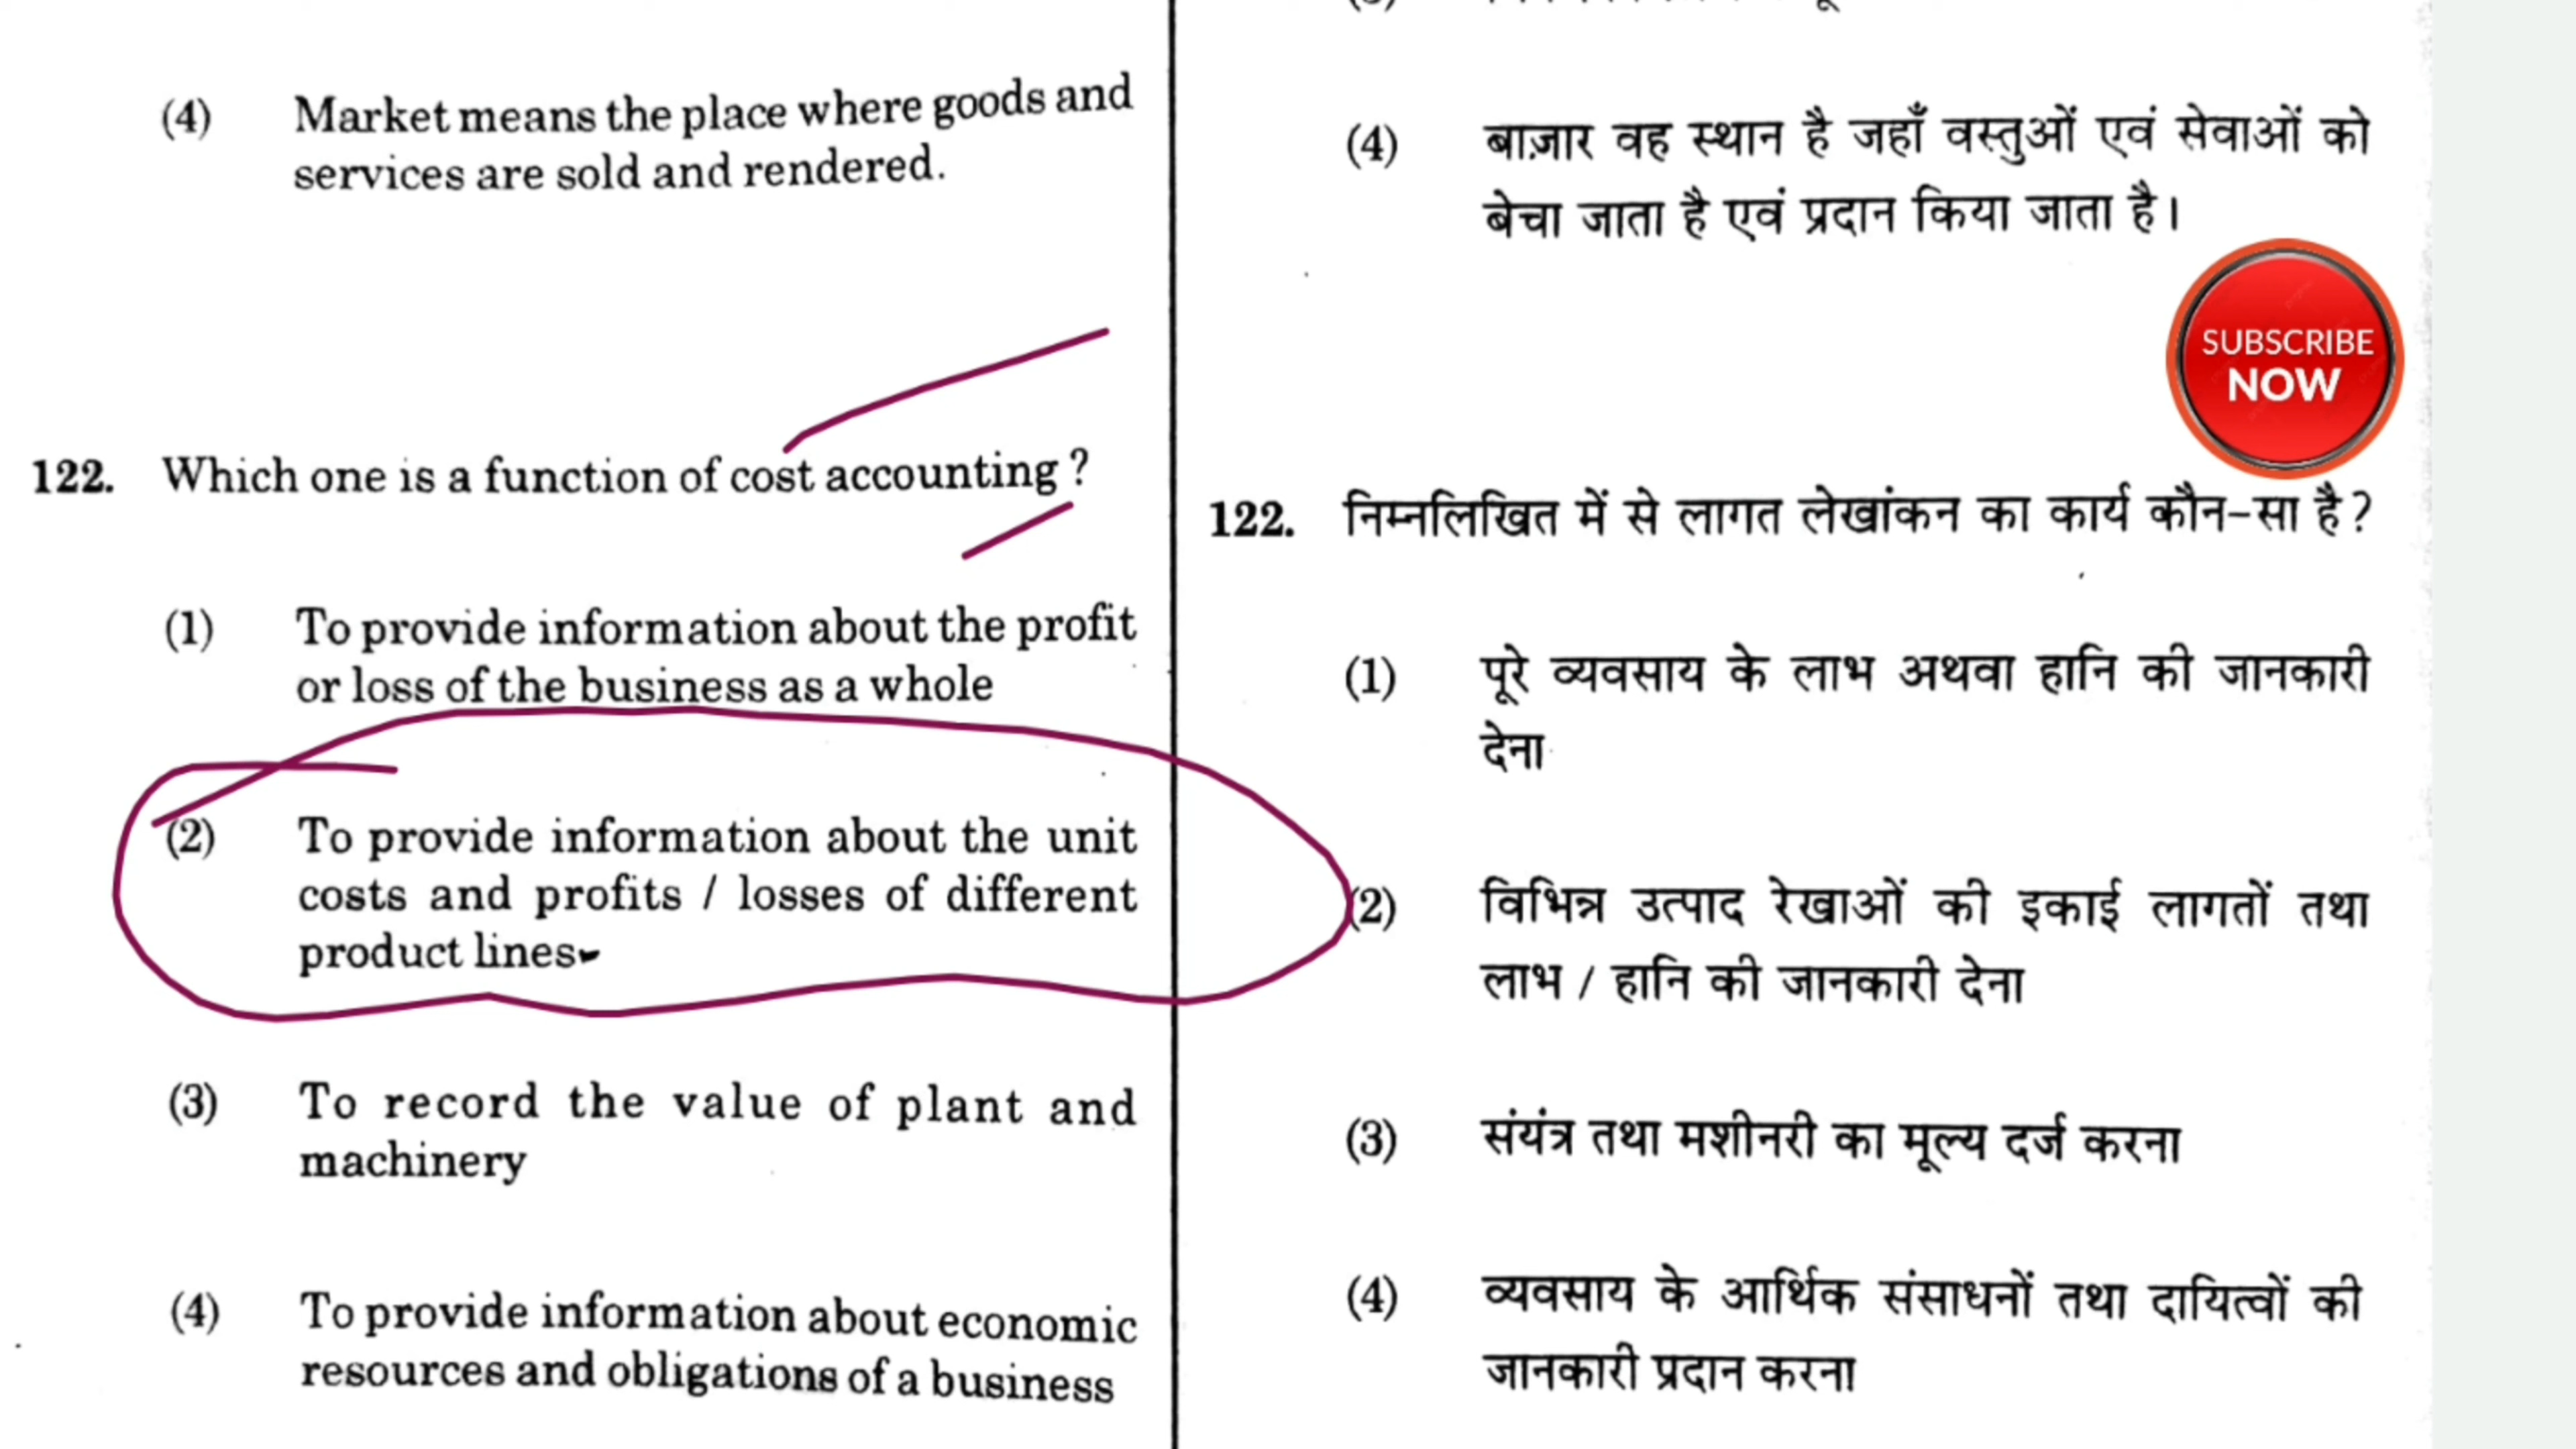 (4) Market means the place where goods and
services are sold and rendered.
122. Which one is a function of cost accounting ?
(1) To provide information about the profit
or loss of the business as a whole
(2) To provide information about the unit
costs and profits / losses of different
product lines
(3) To record the value of plant and
machinery
(4) To provide information about economic
resources and obligations of a business
(4) बाज़ार वह स्थान है जहाँ वस्तुओं एवं सेवाओं को
बेचा जाता है एवं प्रदान किया जाता है।
SUBSCRIBE
NOW
122. निम्नलिखित में से लागत लेखांकन का कार्य कौन-सा है ?
(1) पूरे व्यवसाय के लाभ अथवा हानि की जानकारी
देना
(2) विभिन्न उत्पाद रेखाओं की इकाई लागतों तथा
लाभ / हानि की जानकारी देना
(3) संयंत्र तथा मशीनरी का मूल्य दर्ज करना
(4) व्यवसाय के आर्थिक संसाधनों तथा दायित्वों की
जानकारी प्रदान करना